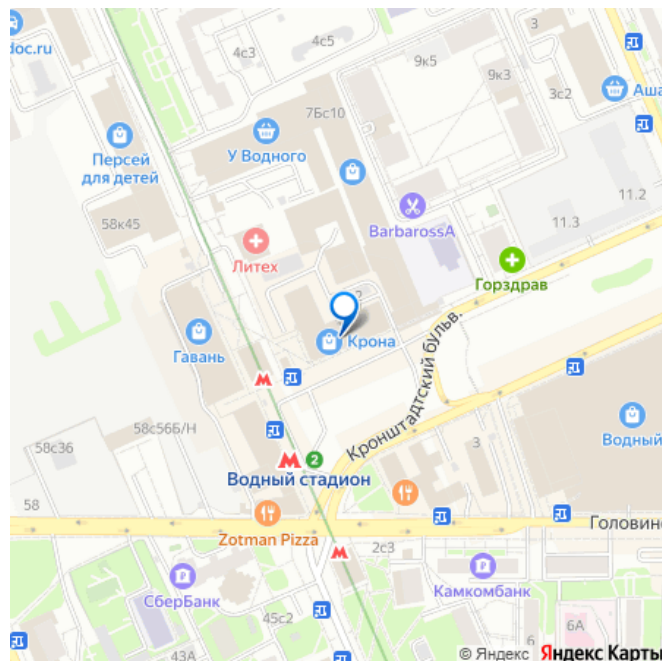 doc.ru
4с3
4с5
3
9к5
9к3
3с2
Аша
7Бс10
У Водного
Персей
для детей
58к45
BarbarossA
11.2
11.3
Литех
Горздрав
Гавань
Крона
Кронштадтский бульв.
58с36
58с56Б/Н
3
Водный
2
Водный стадион
58
Zotman Pizza
Головинс
2с3
СберБанк
Камкомбанк
45с2
43А
6
6А
© Яндекс Яндекс Карты